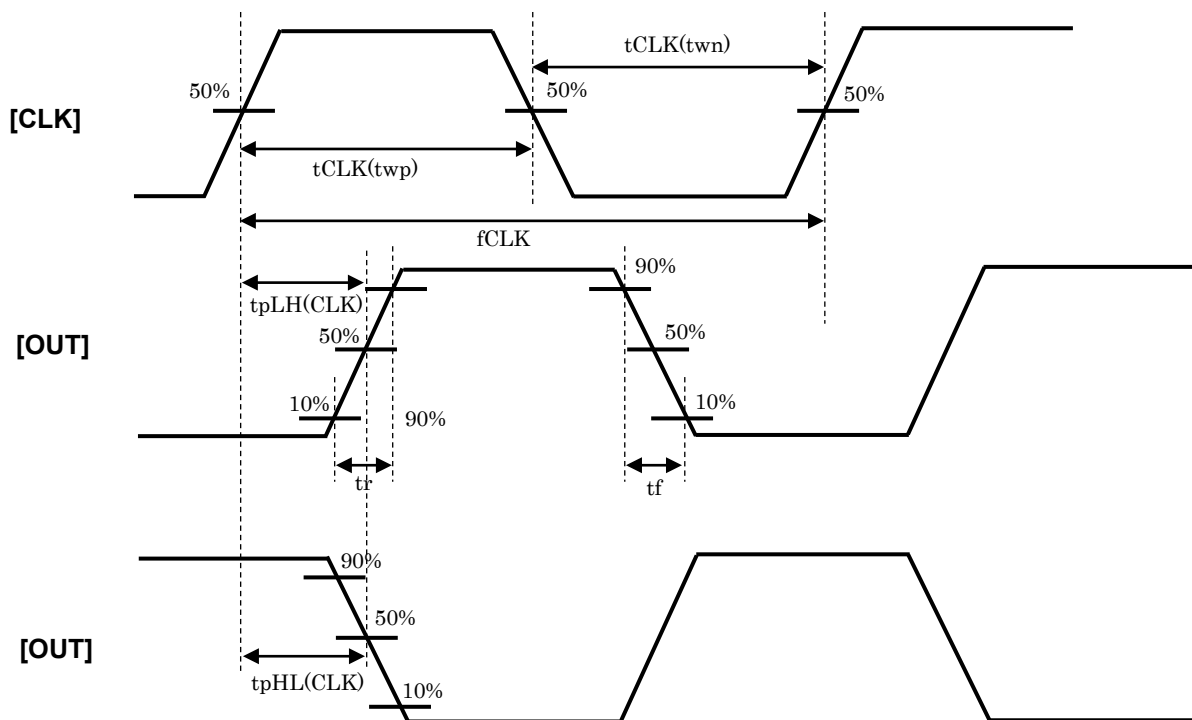 tCLK(twn)
50%
50%
50%
[CLK]
tCLK(twp)
fCLK
90%
tpLH(CLK)
[OUT]
50%
50%
10%
90%
10%
tr
tf
90%
50%
[OUT]
tpHL(CLK)
10%